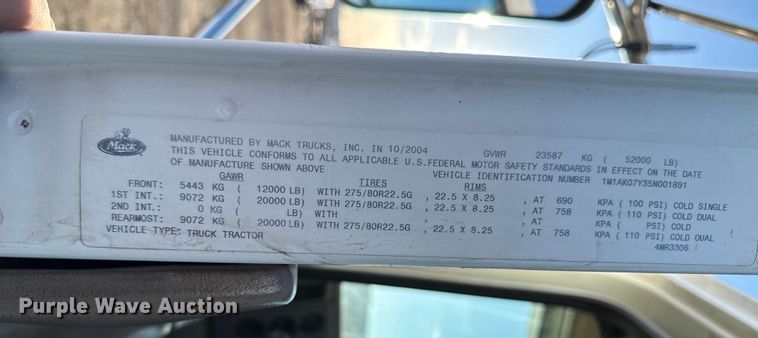 Mack
MANUFACTURED BY MACK TRUCKS, INC. IN 10/2004 GVWR 23587 KG ( 52000 LB)
THIS VEHICLE CONFORMS TO ALL APPLICABLE U.S.FEDERAL MOTOR SAFETY STANDARDS IN EFFECT ON THE DATE
OF MANUFACTURE SHOWN ABOVE VEHICLE IDENTIFICATION NUMBER 1M1AK07Y35N001891
GAWR TIRES RIMS
FRONT: 5443 KG (12000 LB) WITH 275/80R22.5G , 22.5 X 8.25 , AT 690 KPA ( 100 PSI) COLD SINGLE
1ST INT.: 9072 KG ( 20000 LB) WITH 275/80R22.5G , 22.5 X 8.25 , AT 758 KPA ( 110 PSI) COLD DUAL
2ND INT.: 0 KG ( LB) WITH , , AT KPA ( PSI) COLD
REARMOST: 9072 KG ( 20000 LB) WITH 275/80R22.5G , 22.5 X 8.25 , AT 758 KPA ( 110 PSI) COLD DUAL
VEHICLE TYPE: TRUCK TRACTOR 4MR3306
Purple Wave Auction